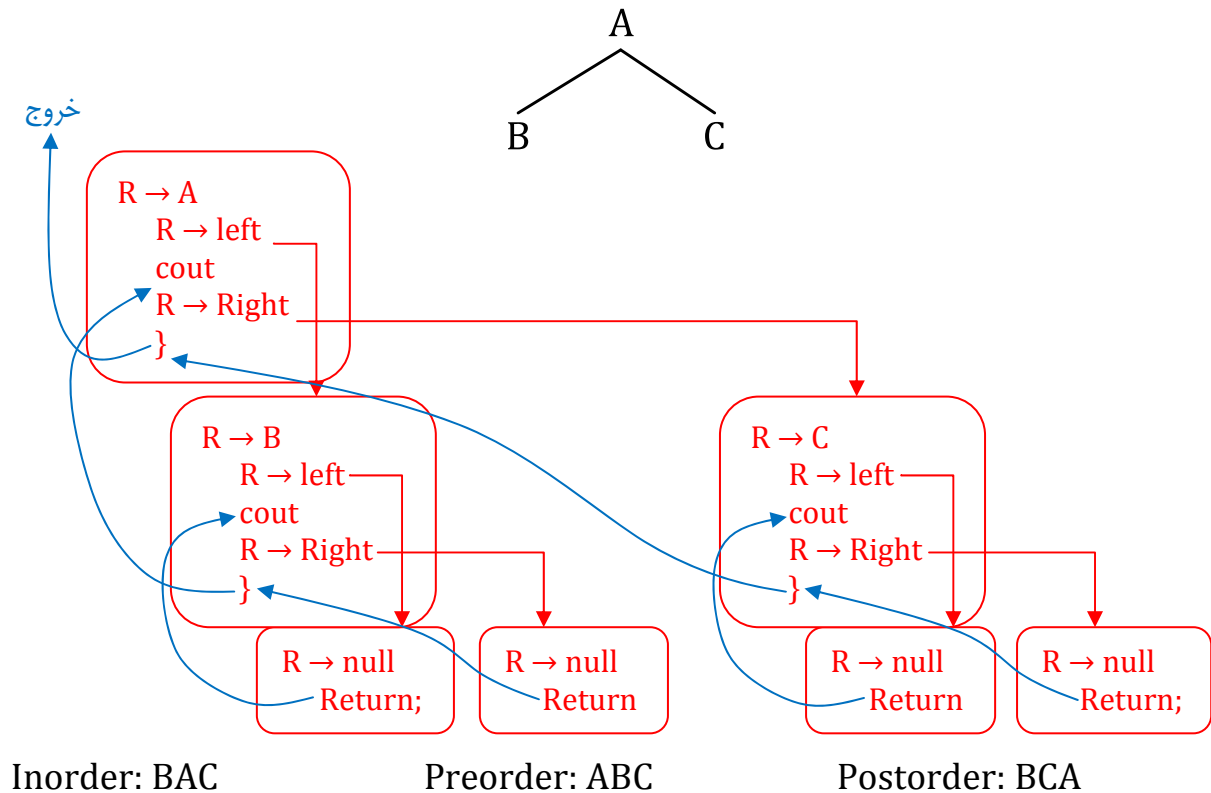 A
B C
خروج
R → A
R → left
cout
R → Right
}
R → B
R → left
cout
R → Right
}
R → C
R → left
cout
R → Right
}
R → null
Return;
R → null
Return
R → null
Return
R → null
Return;
Inorder: BAC Preorder: ABC Postorder: BCA